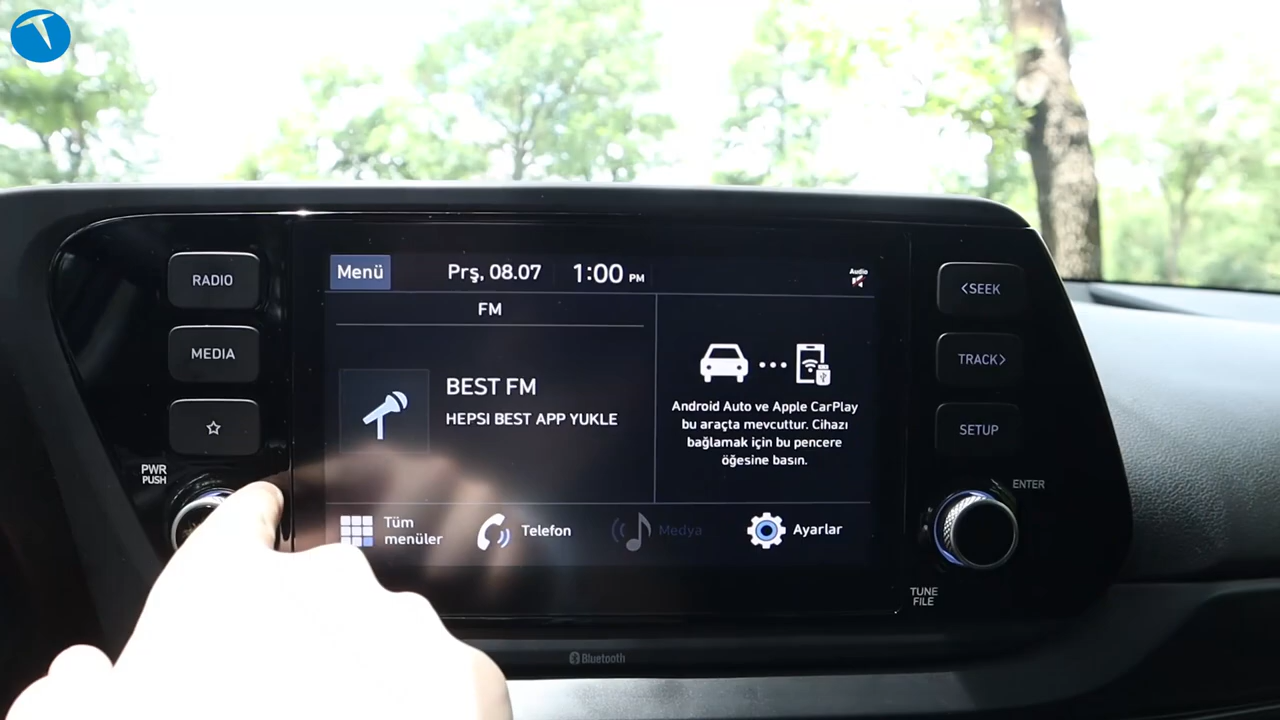 RADIO
MEDIA
PWR
PUSH
Menü
Prş, 08.07
1:00 PM
Audio
FM
BEST FM
HEPSI BEST APP YUKLE
Android Auto ve Apple CarPlay
bu araçta mevcuttur. Cihazı
bağlamak için bu pencere
öğesine basın.
Tüm
menüler
Telefon
Medya
Ayarlar
<SEEK
TRACK>
SETUP
ENTER
TUNE
FILE
Bluetooth